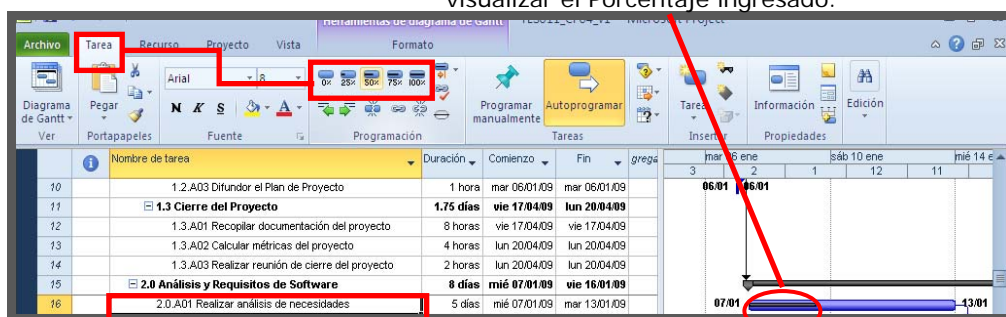 visualizar el Porcentaje ingresado.
Herramientas de diagrama de Gantt
Microsoft Project
Archivo Tarea Recurso Proyecto Vista Formato
Arial 8
0% 25% 50% 75% 100%
Diagrama de Gantt
Pegar
N K S A
Programar manualmente
Autoprogramar
Tarea
Información
Edición
Ver Portapapeles Fuente Programación Tareas Insertar Propiedades
Nombre de tarea Duración Comienzo Fin mar 06 ene sáb 10 ene mié 14 e
3 2 1 12 11
10 1.2.A03 Difundor el Plan de Proyecto 1 hora mar 06/01/09 mar 06/01/09 06/01 06/01
11 1.3 Cierre del Proyecto 1.75 días vie 17/04/09 lun 20/04/09
12 1.3.A01 Recopilar documentación del proyecto 8 horas vie 17/04/09 vie 17/04/09
13 1.3.A02 Calcular métricas del proyecto 4 horas lun 20/04/09 lun 20/04/09
14 1.3.A03 Realizar reunión de cierre del proyecto 2 horas lun 20/04/09 lun 20/04/09
15 2.0 Análisis y Requisitos de Software 8 días mié 07/01/09 vie 16/01/09
16 2.0.A01 Realizar análisis de necesidades 5 días mié 07/01/09 mar 13/01/09 07/01 13/01